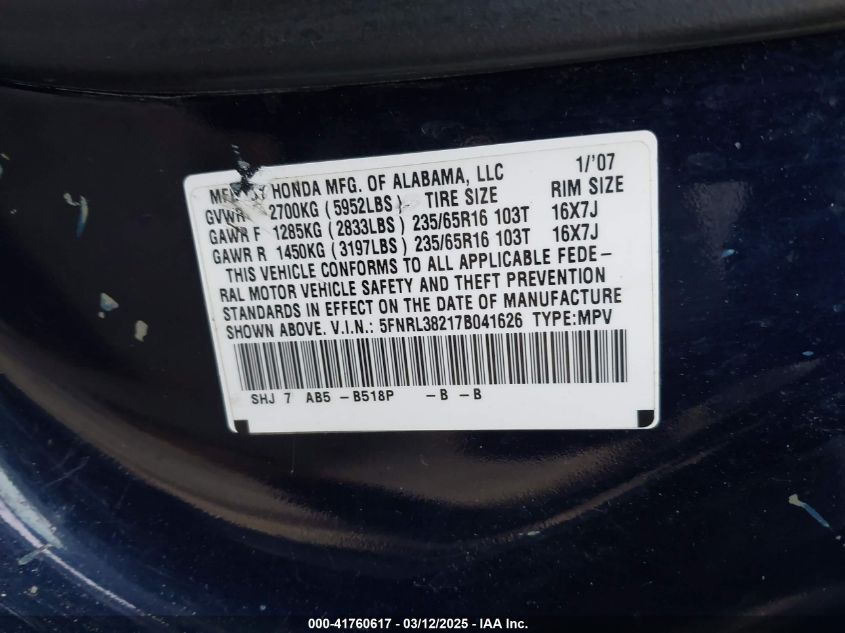 HONDA MFG. OF ALABAMA, LLC 1/'07
GVWR 2700KG (5952LBS) TIRE SIZE RIM SIZE
GAWR F 1285KG (2833LBS) 235/65R16 103T 16X7J
GAWR R 1450KG (3197LBS) 235/65R16 103T 16X7J
THIS VEHICLE CONFORMS TO ALL APPLICABLE FEDE-
RAL MOTOR VEHICLE SAFETY AND THEFT PREVENTION
STANDARDS IN EFFECT ON THE DATE OF MANUFACTURE
SHOWN ABOVE. V.I.N.: 5FNRL38217B041626 TYPE:MPV
SHJ 7 AB5 -B518P -B -B
000-41760617 - 03/12/2025 - IAA Inc.